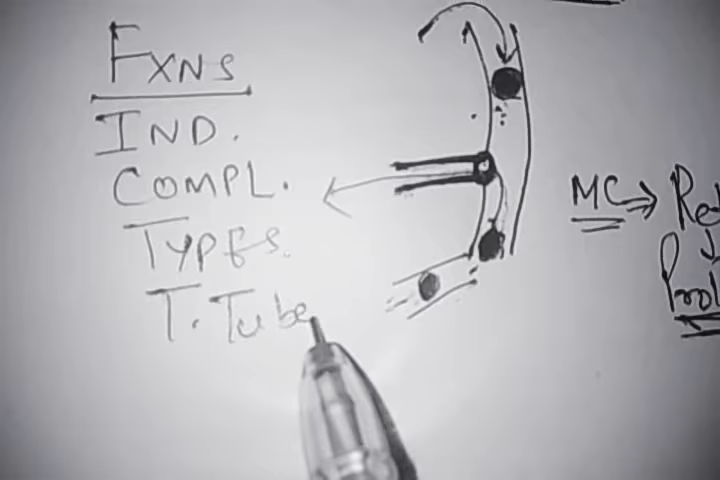 FXNS
IND.
COMPL.
TYPES.
T. Tube
MC